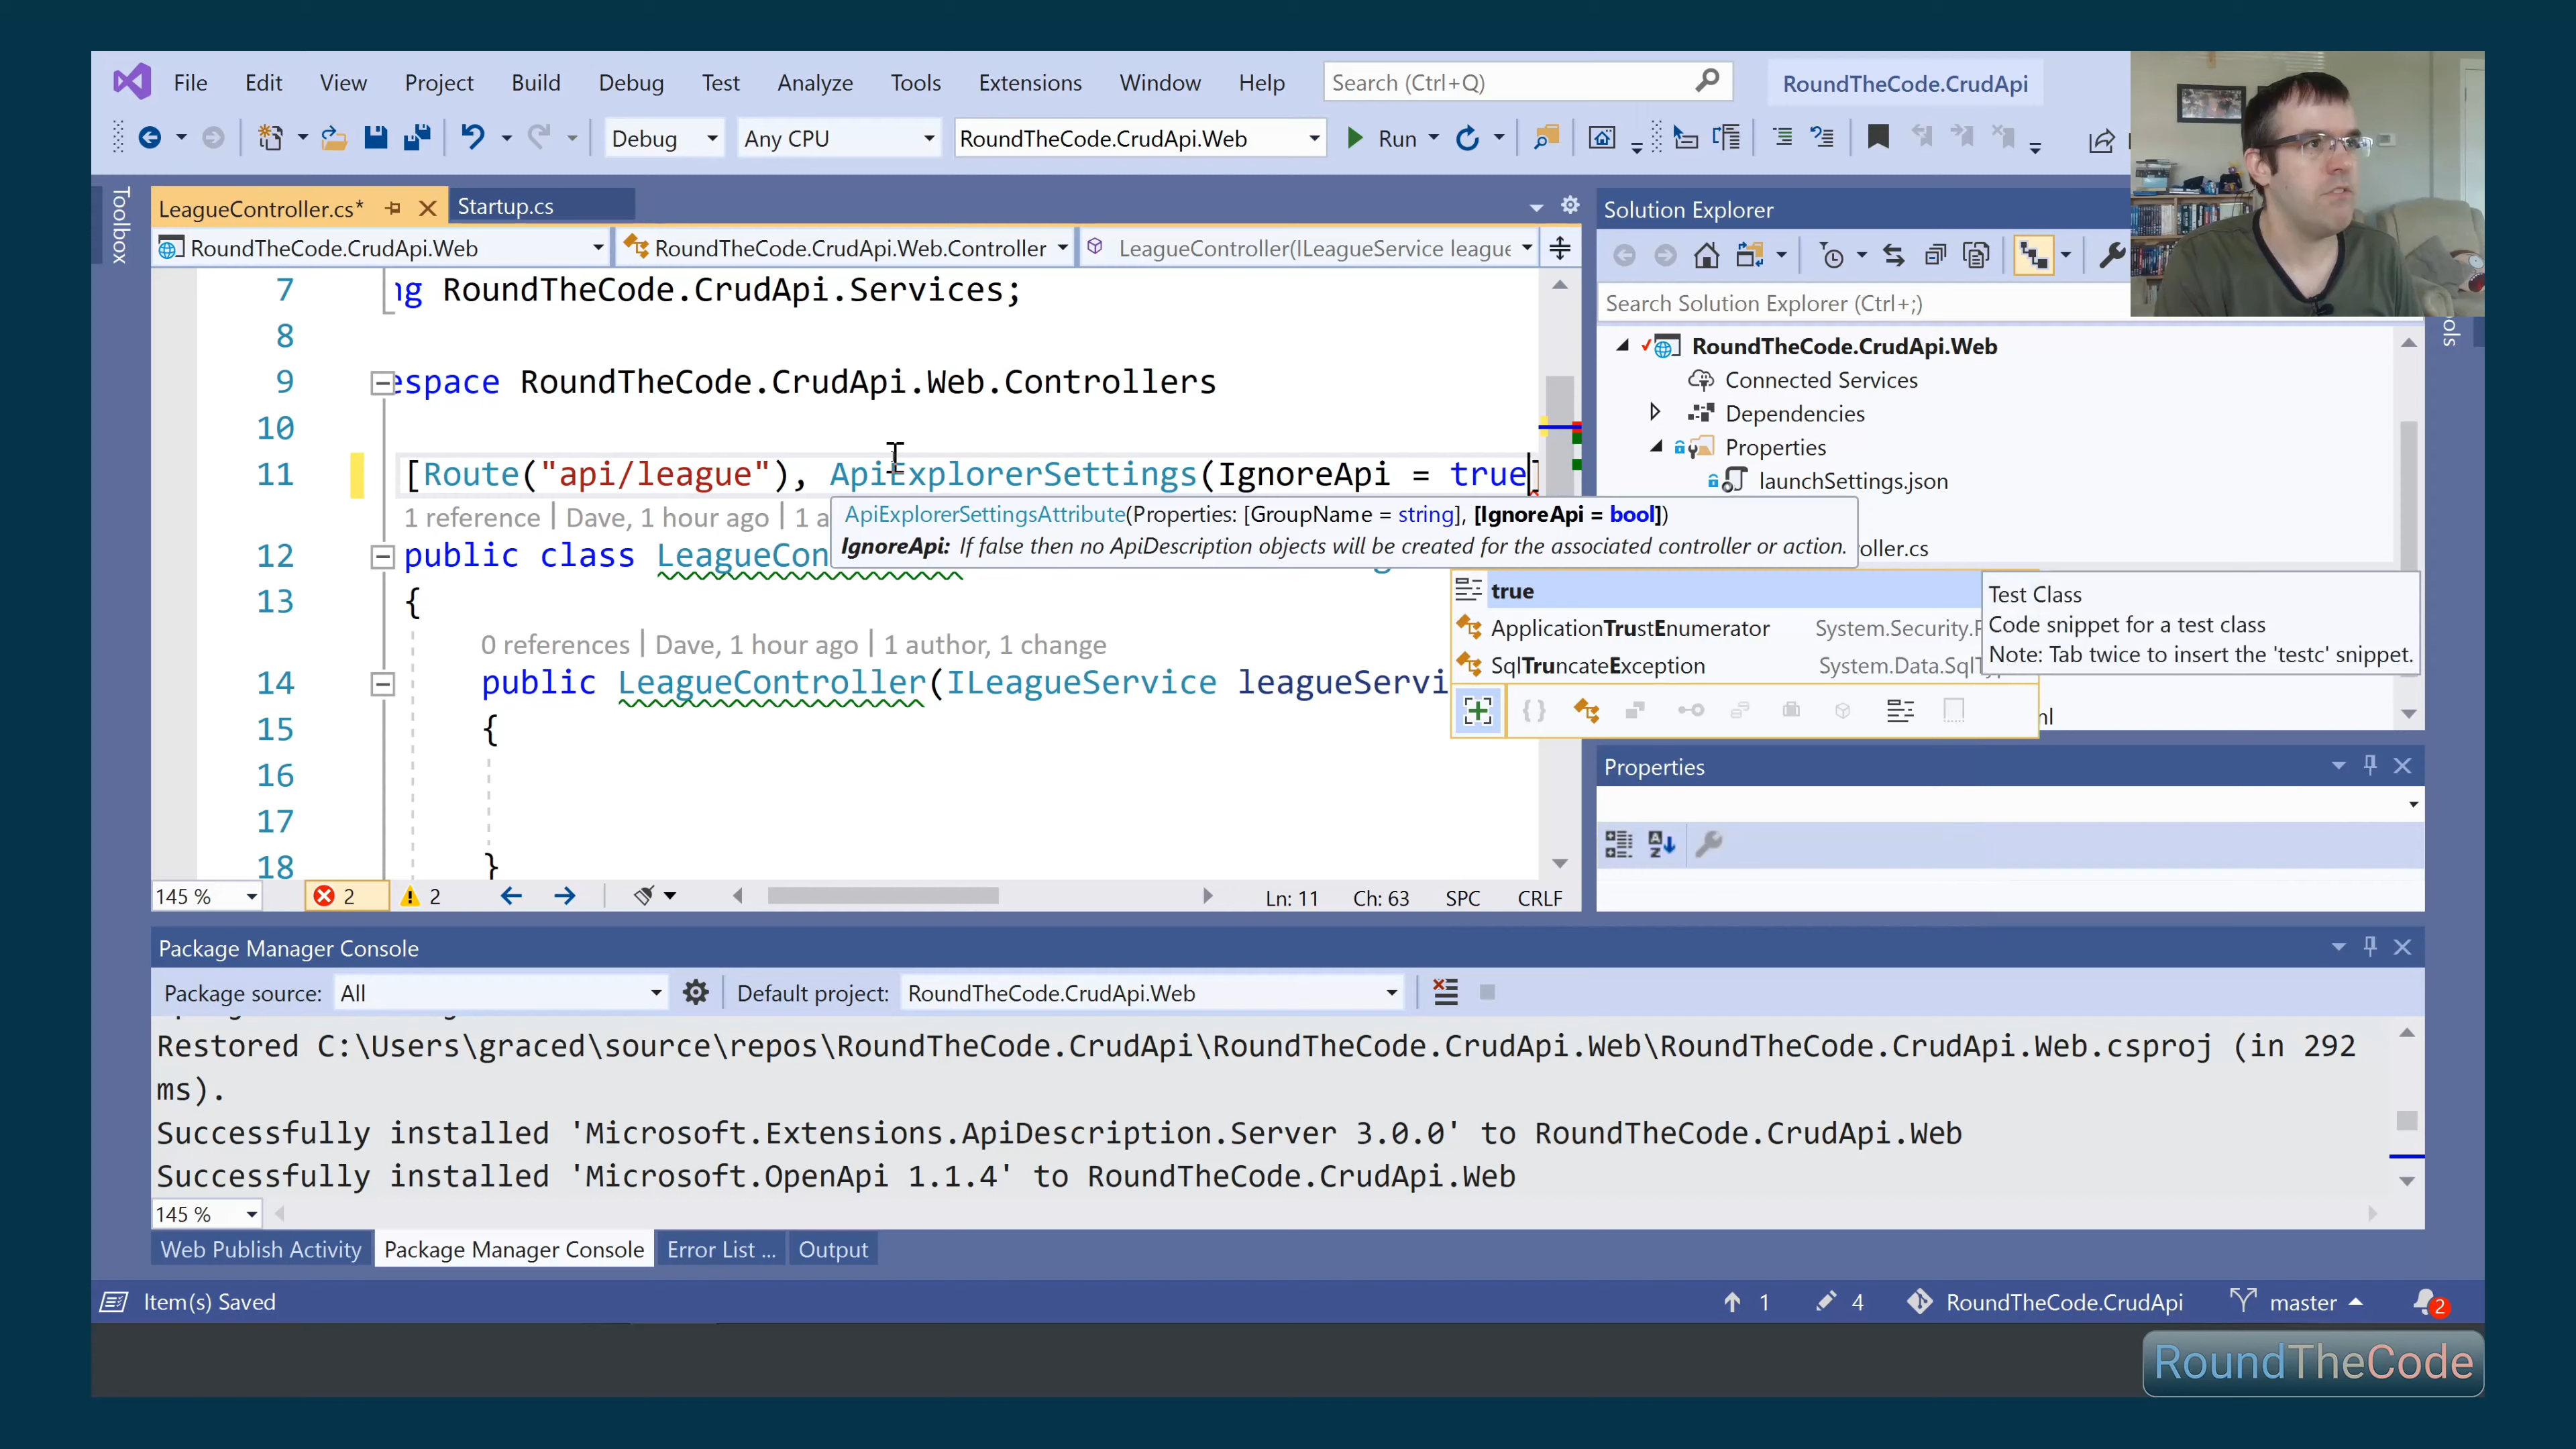 File Edit View Project Build Debug Test Analyze Tools Extensions Window Help Search (Ctrl+Q) RoundTheCode.CrudApi
Debug Any CPU RoundTheCode.CrudApi.Web Run
Toolbox
LeagueController.cs* Startup.cs
RoundTheCode.CrudApi.Web RoundTheCode.CrudApi.Web.Controller LeagueController(ILeagueService league
7 ng RoundTheCode.CrudApi.Services;
8
9 espace RoundTheCode.CrudApi.Web.Controllers
10
11 [Route("api/league"), ApiExplorerSettings(IgnoreApi = true]
1 reference | Dave, 1 hour ago | 1 a
ApiExplorerSettingsAttribute(Properties: [GroupName = string], [IgnoreApi = bool])
IgnoreApi: If false then no ApiDescription objects will be created for the associated controller or action.
12 public class LeagueCon
13 {
0 references | Dave, 1 hour ago | 1 author, 1 change
14 public LeagueController(ILeagueService leagueServi
15 {
16
17
18 }
true
ApplicationTrustEnumerator System.Security.P
SqlTruncateException System.Data.SqlTyp
Test Class
Code snippet for a test class
Note: Tab twice to insert the 'testc' snippet.
145 % 2 2 Ln: 11 Ch: 63 SPC CRLF
Solution Explorer
Search Solution Explorer (Ctrl+;)
RoundTheCode.CrudApi.Web
Connected Services
Dependencies
Properties
launchSettings.json
oller.cs
nl
ols
Properties
Package Manager Console
Package source: All Default project: RoundTheCode.CrudApi.Web
Restored C:\Users\graced\source\repos\RoundTheCode.CrudApi\RoundTheCode.CrudApi.Web\RoundTheCode.CrudApi.Web.csproj (in 292
ms).
Successfully installed 'Microsoft.Extensions.ApiDescription.Server 3.0.0' to RoundTheCode.CrudApi.Web
Successfully installed 'Microsoft.OpenApi 1.1.4' to RoundTheCode.CrudApi.Web
145 %
Web Publish Activity Package Manager Console Error List ... Output
Item(s) Saved 1 4 RoundTheCode.CrudApi master 2
RoundTheCode